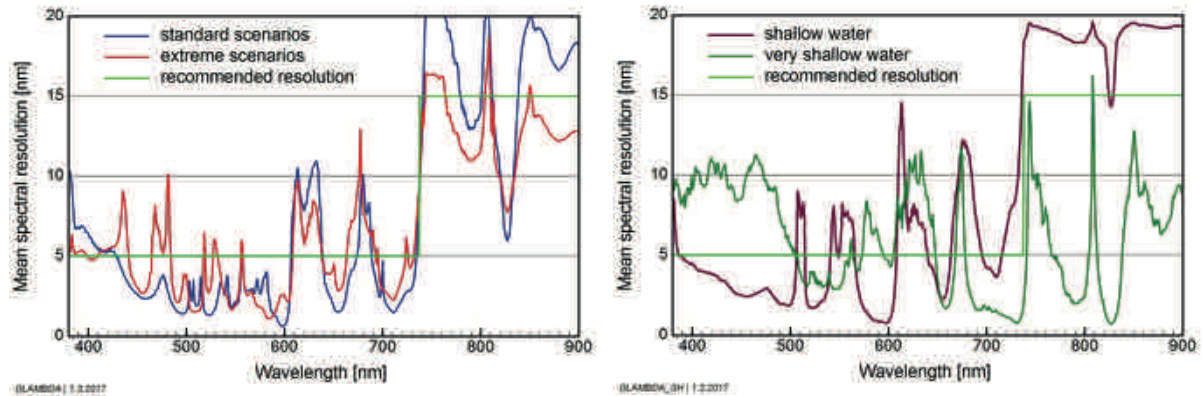 20
15
10
5
0
Mean spectral resolution [nm]
standard scenarios
extreme scenarios
recommended resolution
400 500 600 700 800 900
Wavelength [nm]
20
15
10
5
0
Mean spectral resolution [nm]
shallow water
very shallow water
recommended resolution
400 500 600 700 800 900
Wavelength [nm]